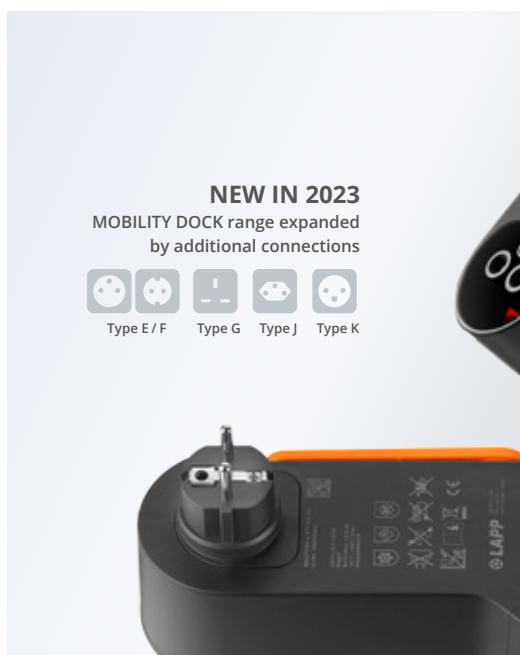 NEW IN 2023
MOBILITY DOCK range expanded
by additional connections
Type E / F
Type G
Type J
Type K
LAPP